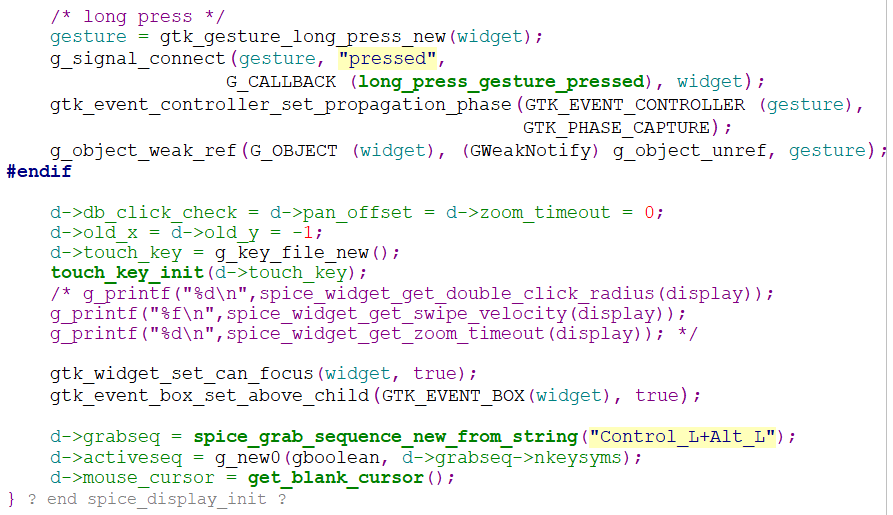 /* long press */
gesture = gtk_gesture_long_press_new(widget);
g_signal_connect(gesture, "pressed",
G_CALLBACK (long_press_gesture_pressed), widget);
gtk_event_controller_set_propagation_phase(GTK_EVENT_CONTROLLER (gesture),
GTK_PHASE_CAPTURE);
g_object_weak_ref(G_OBJECT (widget), (GWeakNotify) g_object_unref, gesture);
#endif
d->db_click_check = d->pan_offset = d->zoom_timeout = 0;
d->old_x = d->old_y = -1;
d->touch_key = g_key_file_new();
touch_key_init(d->touch_key);
/* g_printf("%d\n",spice_widget_get_double_click_radius(display));
g_printf("%f\n",spice_widget_get_swipe_velocity(display));
g_printf("%d\n",spice_widget_get_zoom_timeout(display)); */
gtk_widget_set_can_focus(widget, true);
gtk_event_box_set_above_child(GTK_EVENT_BOX(widget), true);
d->grabseq = spice_grab_sequence_new_from_string("Control_L+Alt_L");
d->activeseq = g_new0(gboolean, d->grabseq->nkeysyms);
d->mouse_cursor = get_blank_cursor();
} ? end spice_display_init ?